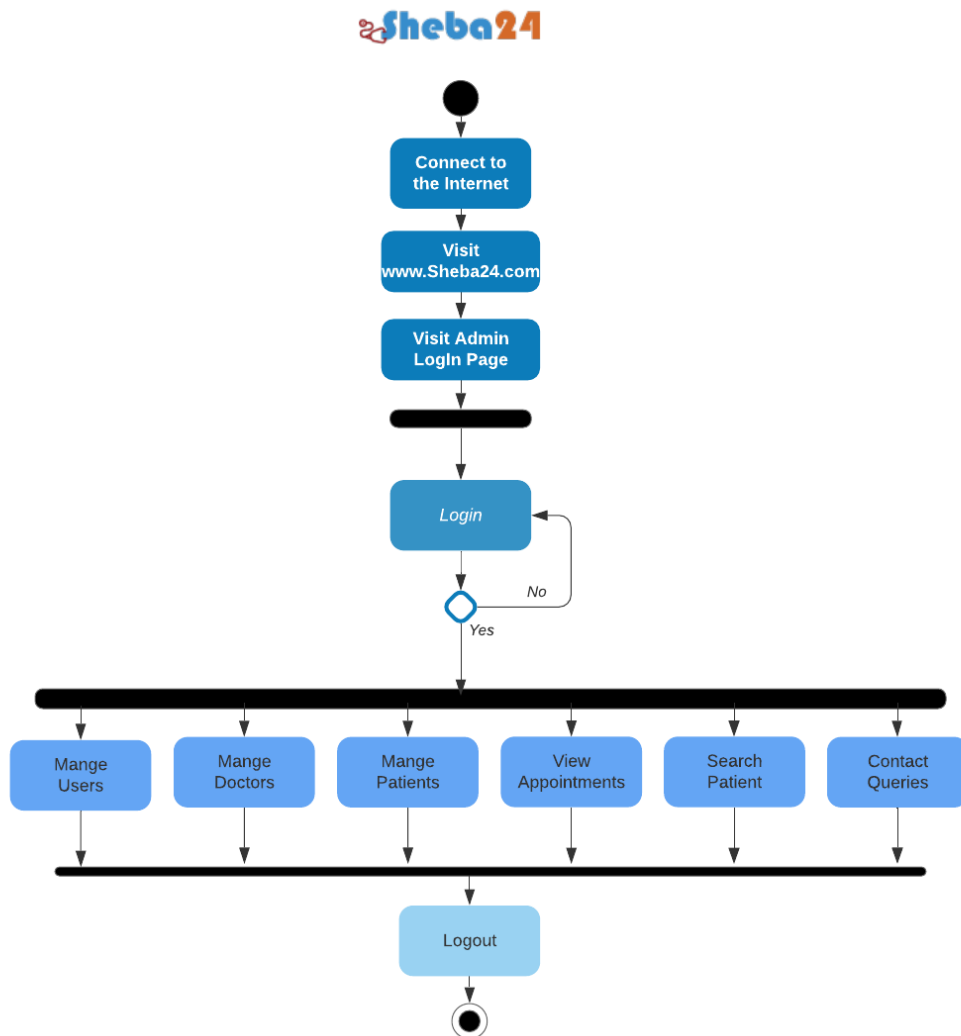 Sheba24
Connect to
the Internet
Visit
www.Sheba24.com
Visit Admin
LogIn Page
Login
No
Yes
Mange
Users
Mange
Doctors
Mange
Patients
View
Appointments
Search
Patient
Contact
Queries
Logout